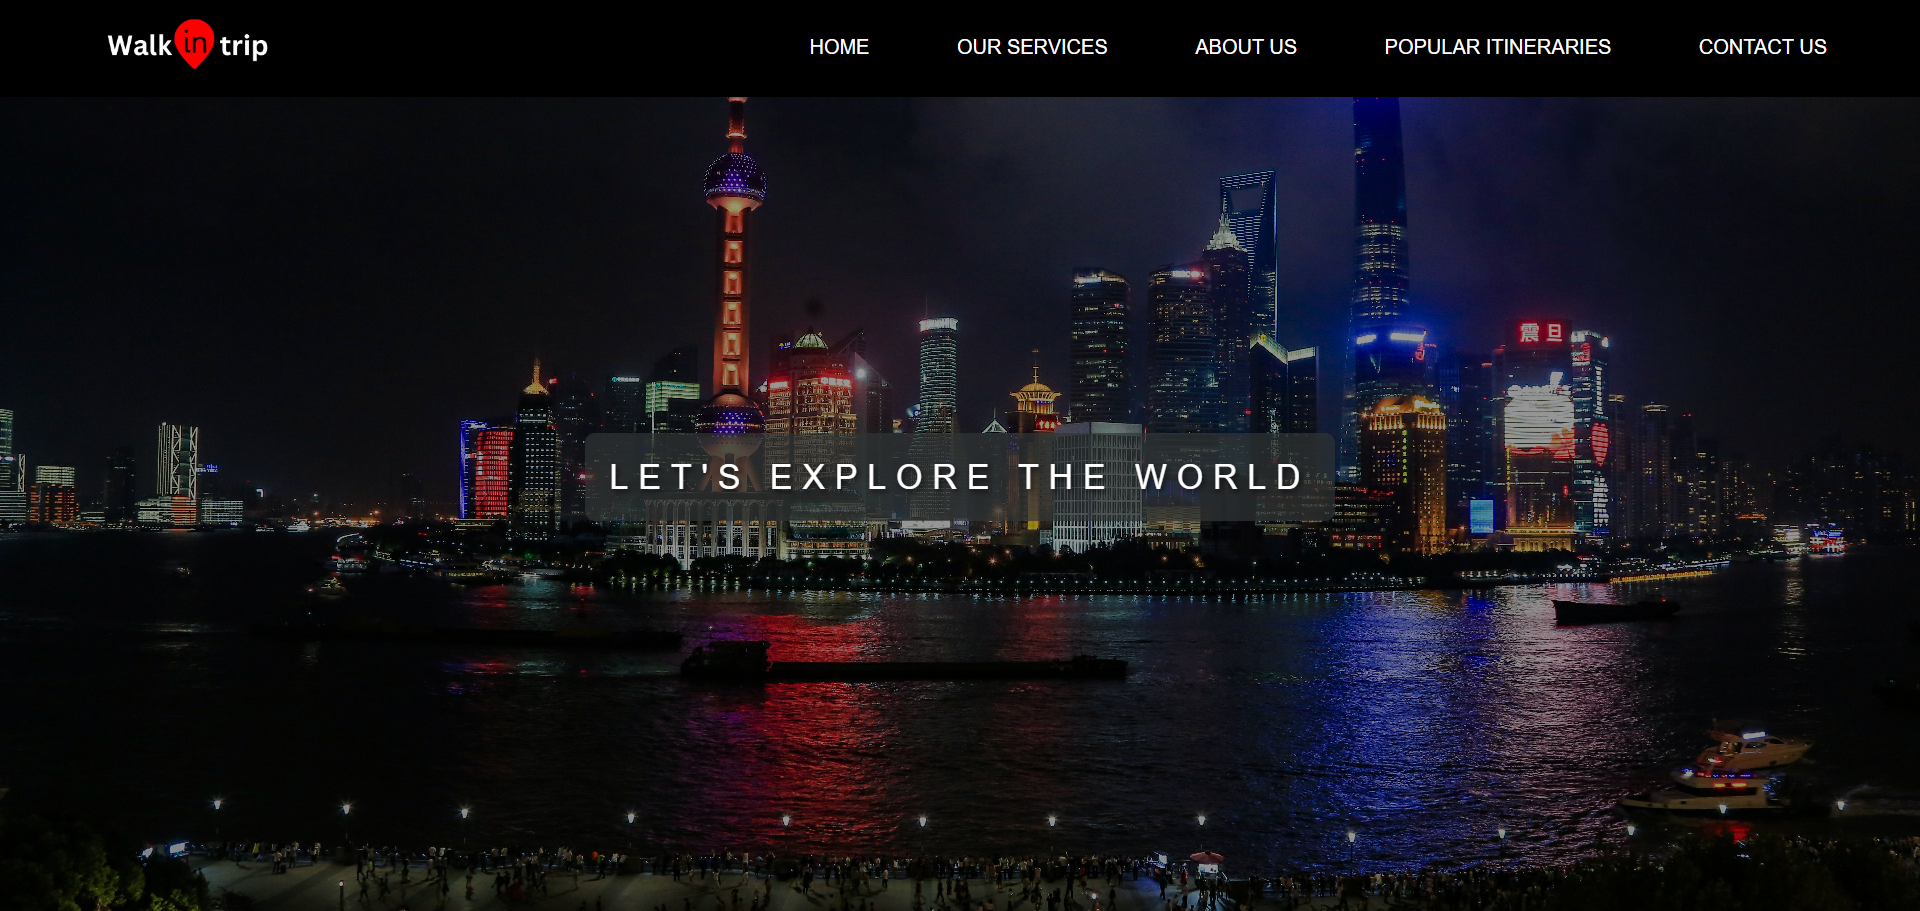 Walk in trip
HOME
OUR SERVICES
ABOUT US
POPULAR ITINERARIES
CONTACT US
震旦
LET'S EXPLORE THE WORLD